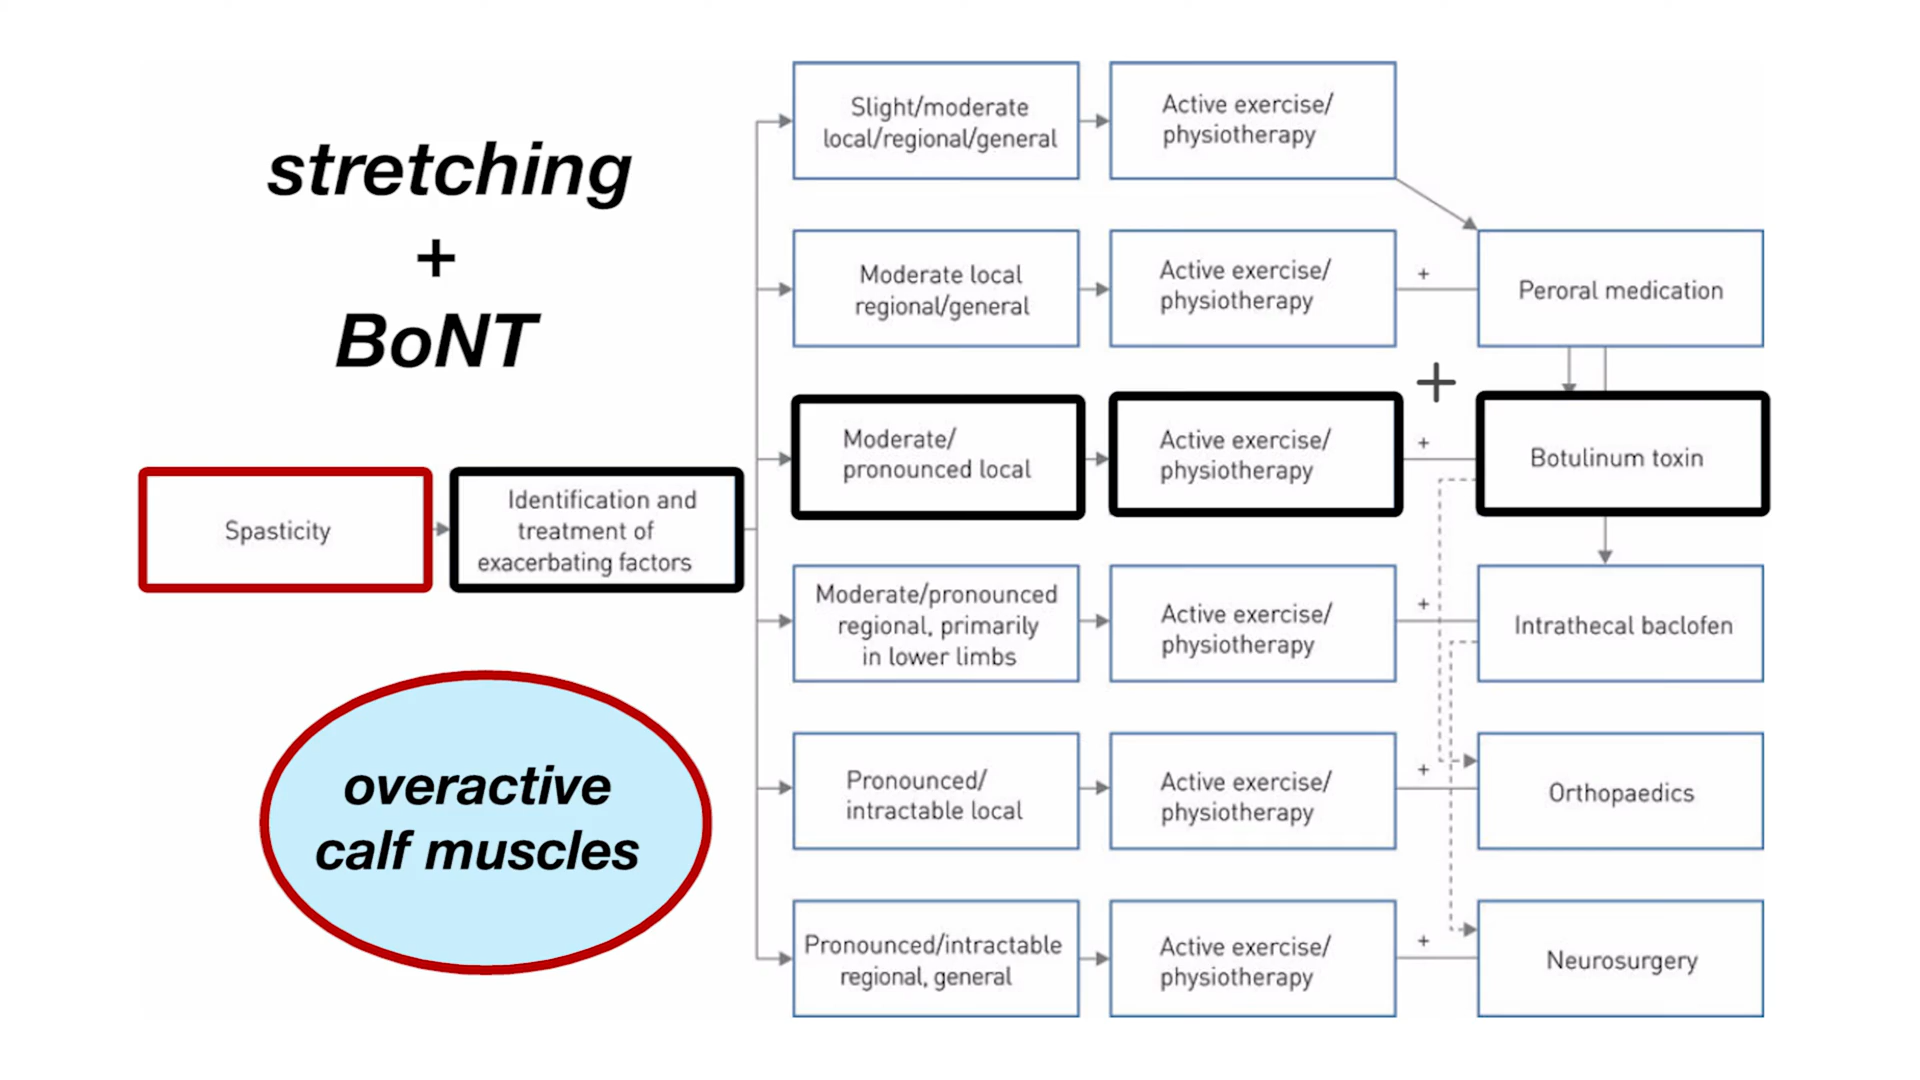 stretching
+
BoNT
Spasticity
Identification and
treatment of
exacerbating factors
overactive
calf muscles
Slight/moderate
local/regional/general
Active exercise/
physiotherapy
Moderate local
regional/general
Active exercise/
physiotherapy
+
Peroral medication
Moderate/
pronounced local
Active exercise/
physiotherapy
+
+
Botulinum toxin
Moderate/pronounced
regional, primarily
in lower limbs
Active exercise/
physiotherapy
+
Intrathecal baclofen
Pronounced/
intractable local
Active exercise/
physiotherapy
+
Orthopaedics
Pronounced/intractable
regional, general
Active exercise/
physiotherapy
+
Neurosurgery